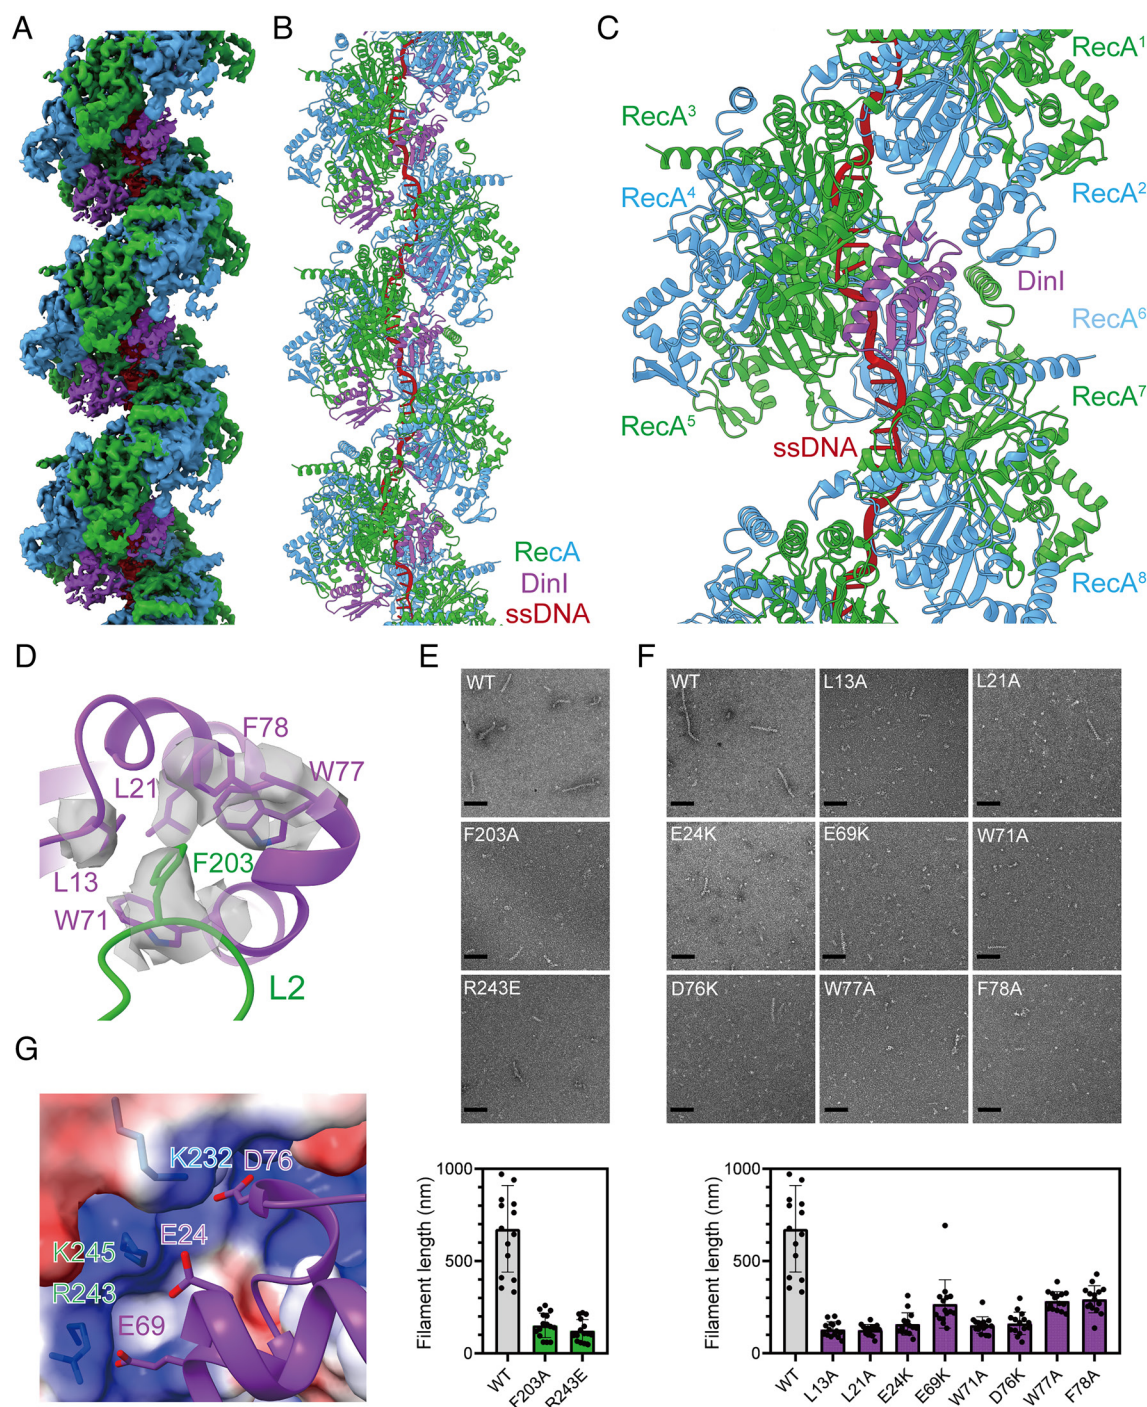 A
B
C
RecA¹
RecA³
RecA⁴
RecA²
DinI
RecA⁶
RecA⁷
RecA⁵
ssDNA
RecA⁸
RecA
DinI
ssDNA
D
F78
L21
W77
F203
L13
W71
L2
E
WT
F203A
R243E
F
WT
L13A
L21A
E24K
E69K
W71A
D76K
W77A
F78A
G
K232
D76
E24
K245
R243
E69
Filament length (nm)
1000
500
0
WT
F203A
R243E
Filament length (nm)
1000
500
0
WT
L13A
L21A
E24K
E69K
W71A
D76K
W77A
F78A